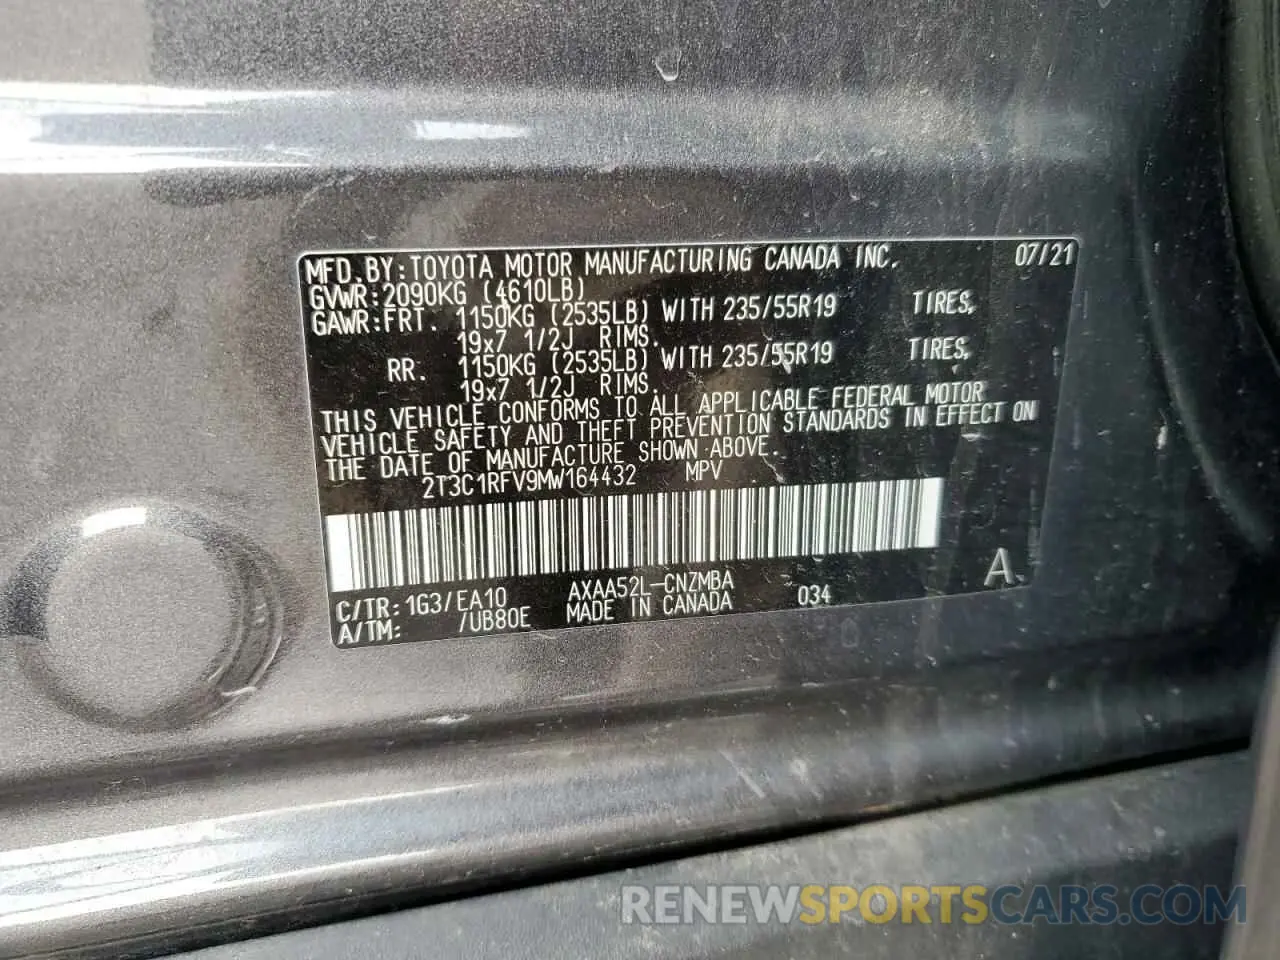 MFD.BY:TOYOTA MOTOR MANUFACTURING CANADA INC. 07/21
GVWR:2090KG (4610LB)
GAWR:FRT. 1150KG (2535LB) WITH 235/55R19 TIRES,
19x7 1/2J RIMS.
RR. 1150KG (2535LB) WITH 235/55R19 TIRES,
19x7 1/2J RIMS.
THIS VEHICLE CONFORMS TO ALL APPLICABLE FEDERAL MOTOR
VEHICLE SAFETY AND THEFT PREVENTION STANDARDS IN EFFECT ON
THE DATE OF MANUFACTURE SHOWN ABOVE.
2T3C1RFV9MW164432 MPV
A
C/TR:1G3/EA10 AXAA52L-CNZMBA 034
A/TM: /UB80E MADE IN CANADA
RENEWSPORTSCARS.COM